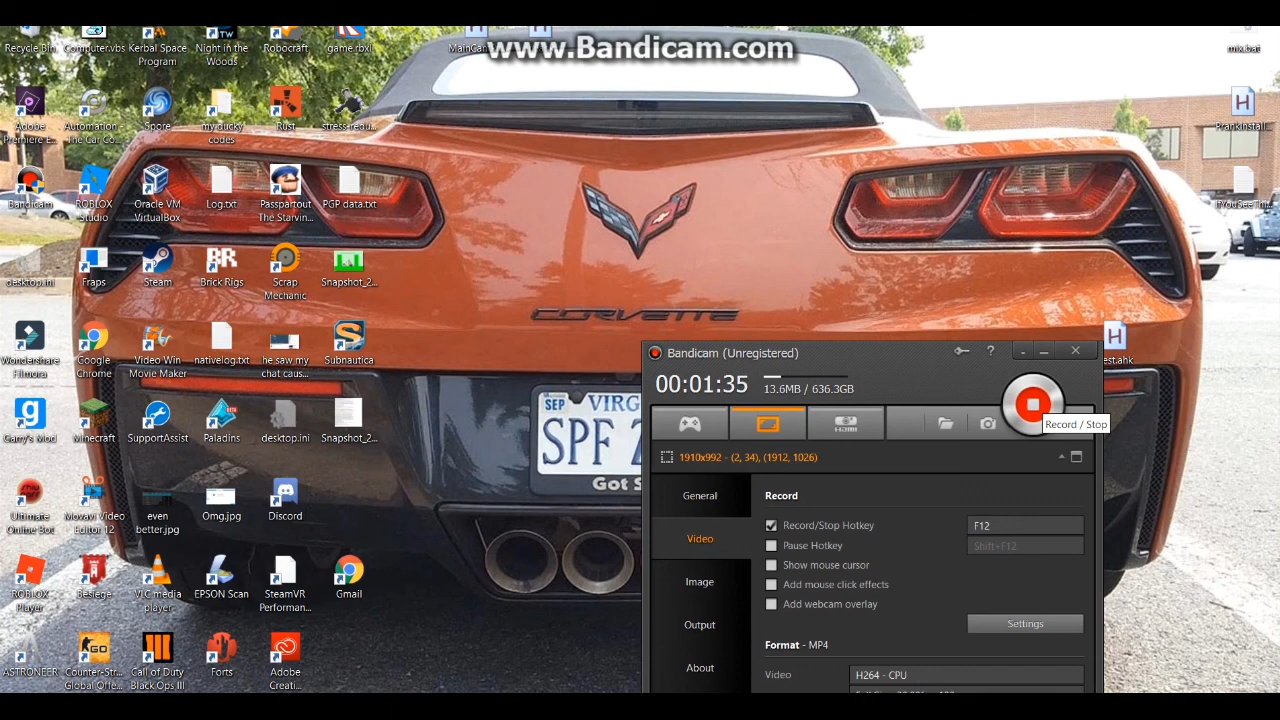 www.Bandicam.com
Recycle Bin
Computer.vbs
Kerbal Space
Program
Night in the
Woods
Robocraft
game.rbxl
mix.bat
Adobe
Premiere E...
Automation -
The Car Co...
Spore
my ducky
codes
Rust
stress-redu...
PrankInstall...
Bandicam
ROBLOX
Studio
Oracle VM
VirtualBox
Log.txt
Passpartout
The Starvin...
PGP data.txt
IfYouSeeThi...
desktop.ini
Fraps
Steam
BR
Brick Rigs
Scrap
Mechanic
Snapshot_2...
CORVETTE
Wondershare
Filmora
Google
Chrome
Video Win
Movie Maker
nativelog.txt
he saw my
chat caus...
Subnautica
est.ahk
Bandicam (Unregistered)
00:01:35
13.6MB / 636.3GB
HDMI
Record / Stop
SEP
VIRG
SPF
Got S
Garry's Mod
Minecraft
SupportAssist
Paladins
desktop.ini
Snapshot_2...
1910x992 - (2, 34), (1912, 1026)
General
Video
Image
Output
About
Record
Record/Stop Hotkey
F12
Pause Hotkey
Shift+F12
Show mouse cursor
Add mouse click effects
Add webcam overlay
Settings
Format - MP4
Video
H264 - CPU
Ultimate
Online Bot
Movavi Video
Editor 12
even
better.jpg
Omg.jpg
Discord
ROBLOX
Player
Besiege
VLC media
player
EPSON Scan
SteamVR
Performan...
Gmail
ASTRONEER
GO
Counter-Str...
Global Offe...
Call of Duty
Black Ops III
Forts
Adobe
Creati...